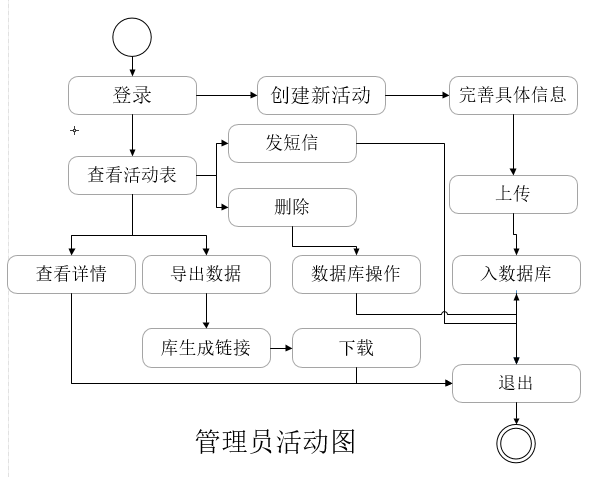 登录
创建新活动
完善具体信息
发短信
查看活动表
上传
删除
查看详情
导出数据
数据库操作
入数据库
库生成链接
下载
退出
管理员活动图